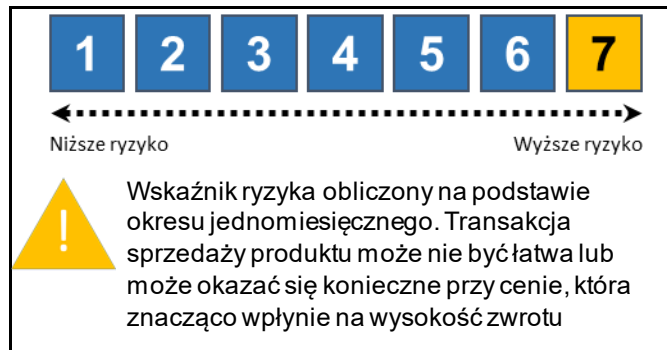 1 2 3 4 5 6 7
Niższe ryzyko Wyższe ryzyko
! Wskaźnik ryzyka obliczony na podstawie
okresu jednomiesięcznego. Transakcja
sprzedaży produktu może nie być łatwa lub
może okazać się konieczne przy cenie, która
znacząco wpłynie na wysokość zwrotu